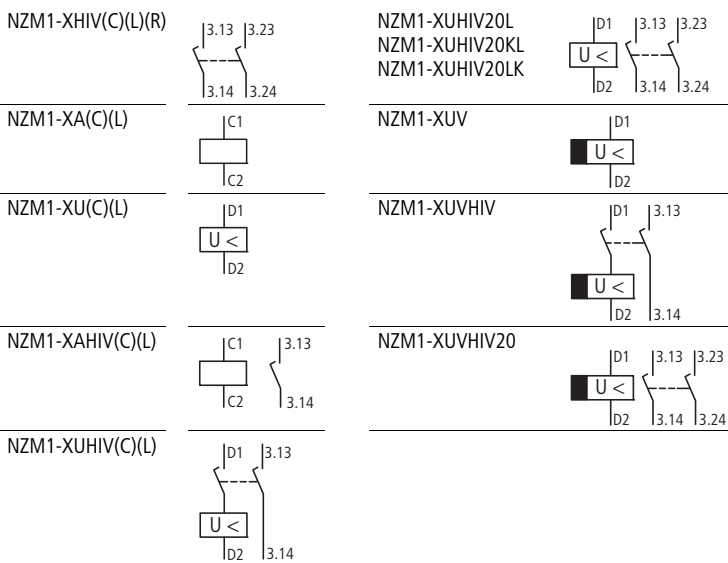 NZM1-XHIV(C)(L)(R)
3.13 3.23
3.14 3.24
NZM1-XA(C)(L)
C1
C2
NZM1-XU(C)(L)
D1
U <
D2
NZM1-XAHIV(C)(L)
C1 3.13
C2 3.14
NZM1-XUHIV(C)(L)
D1 3.13
U <
D2 3.14
NZM1-XUHIV20L
NZM1-XUHIV20KL
NZM1-XUHIV20LK
D1 3.13 3.23
U <
D2 3.14 3.24
NZM1-XUV
D1
U <
D2
NZM1-XUVHIV
D1 3.13
U <
D2 3.14
NZM1-XUVHIV20
D1 3.13 3.23
U <
D2 3.14 3.24